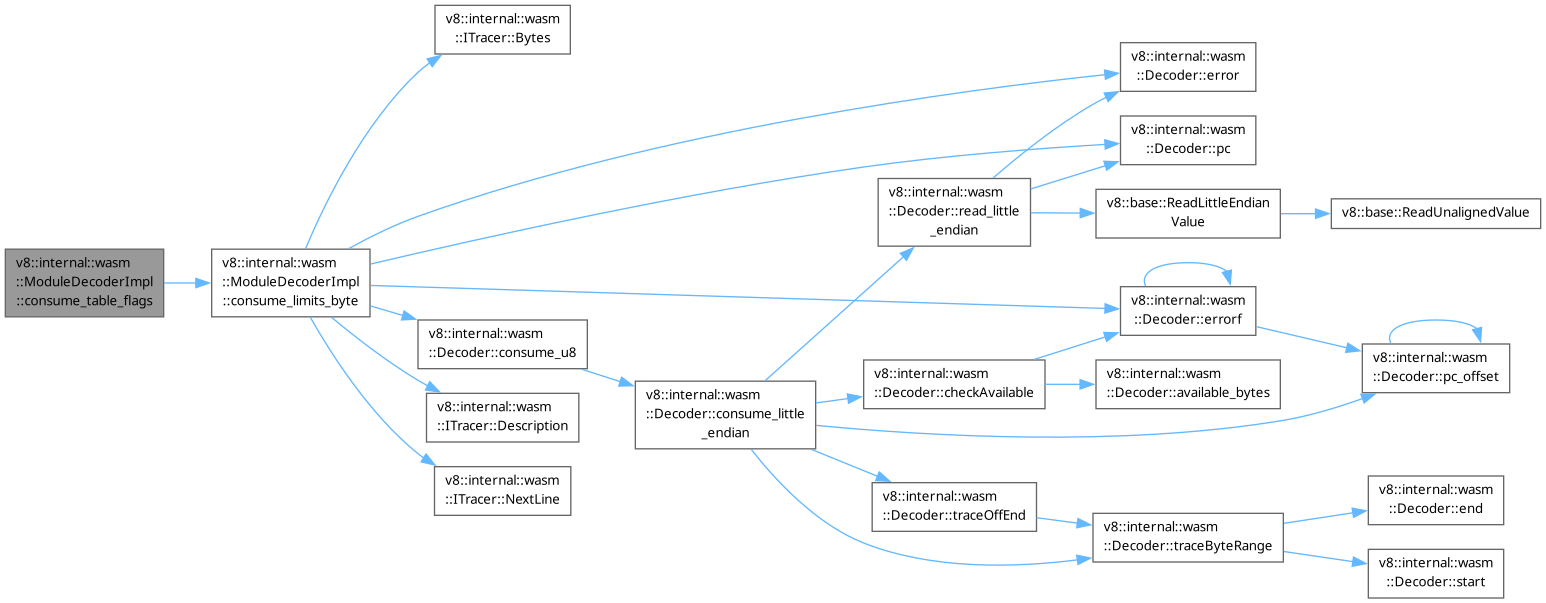 v8::internal::wasm
::ITracer::Bytes
v8::internal::wasm
::Decoder::error
v8::internal::wasm
::Decoder::pc
v8::internal::wasm
::Decoder::read_little
_endian
v8::base::ReadLittleEndian
Value
v8::base::ReadUnalignedValue
v8::internal::wasm
::ModuleDecoderImpl
::consume_table_flags
v8::internal::wasm
::ModuleDecoderImpl
::consume_limits_byte
v8::internal::wasm
::Decoder::errorf
v8::internal::wasm
::Decoder::consume_u8
v8::internal::wasm
::Decoder::pc_offset
v8::internal::wasm
::Decoder::checkAvailable
v8::internal::wasm
::Decoder::available_bytes
v8::internal::wasm
::Decoder::consume_little
_endian
v8::internal::wasm
::ITracer::Description
v8::internal::wasm
::ITracer::NextLine
v8::internal::wasm
::Decoder::traceOffEnd
v8::internal::wasm
::Decoder::end
v8::internal::wasm
::Decoder::traceByteRange
v8::internal::wasm
::Decoder::start